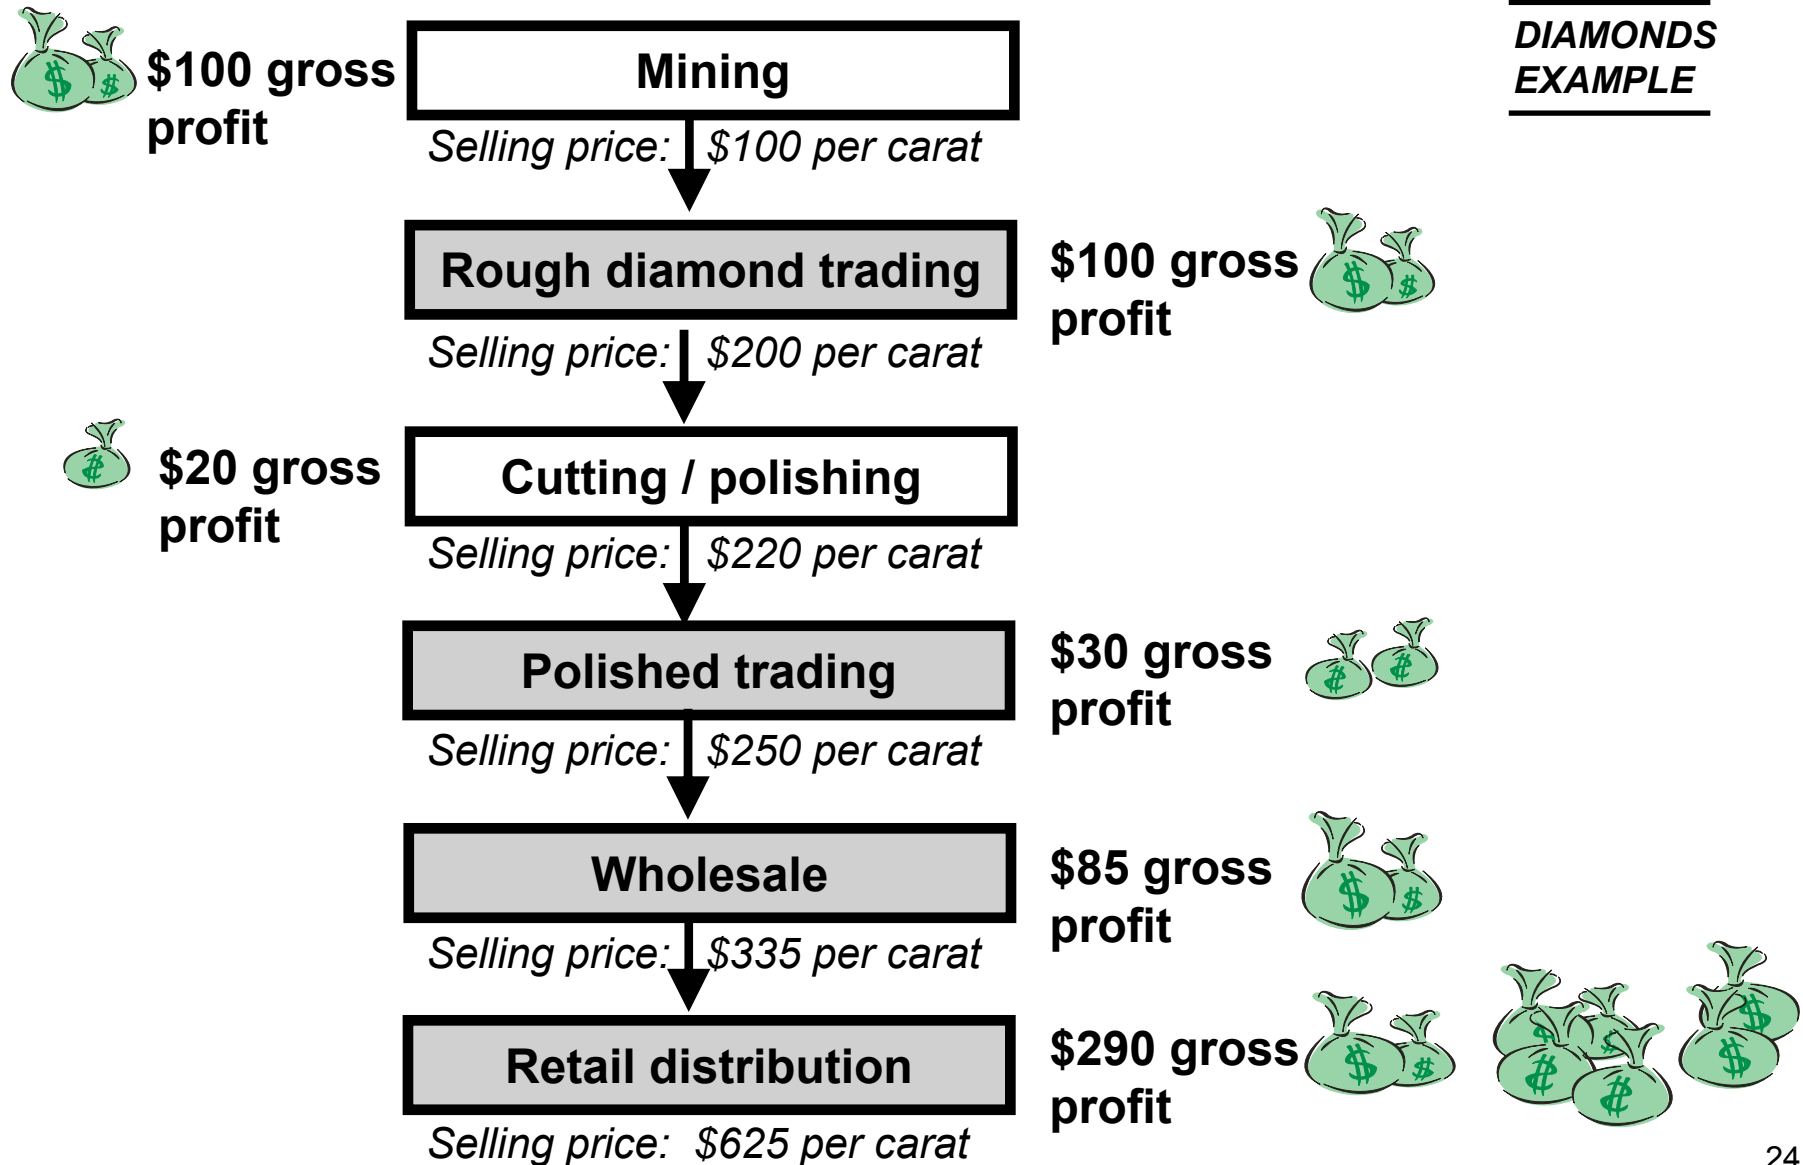 DIAMONDS
EXAMPLE
$100 gross
profit
Mining
Selling price: $100 per carat
Rough diamond trading
$100 gross
profit
Selling price: $200 per carat
$20 gross
profit
Cutting / polishing
Selling price: $220 per carat
Polished trading
$30 gross
profit
Selling price: $250 per carat
Wholesale
$85 gross
profit
Selling price: $335 per carat
Retail distribution
$290 gross
profit
Selling price: $625 per carat
24